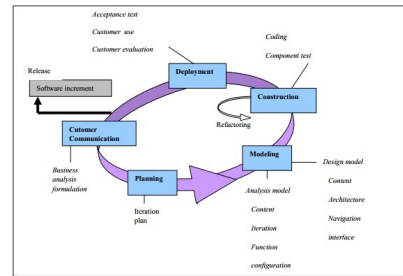 Acceptance test
Customer use
Customer evaluation
Coding
Component test
Deployment
Release
Software increment
Construction
Refactoring
Cutomer
Communication
Modeling
Design model
Business
analysis
formulation
Planning
Analysis model
Content
Content
Architecture
Iteration
plan
Iteration
Navigation
Function
interface
configuration